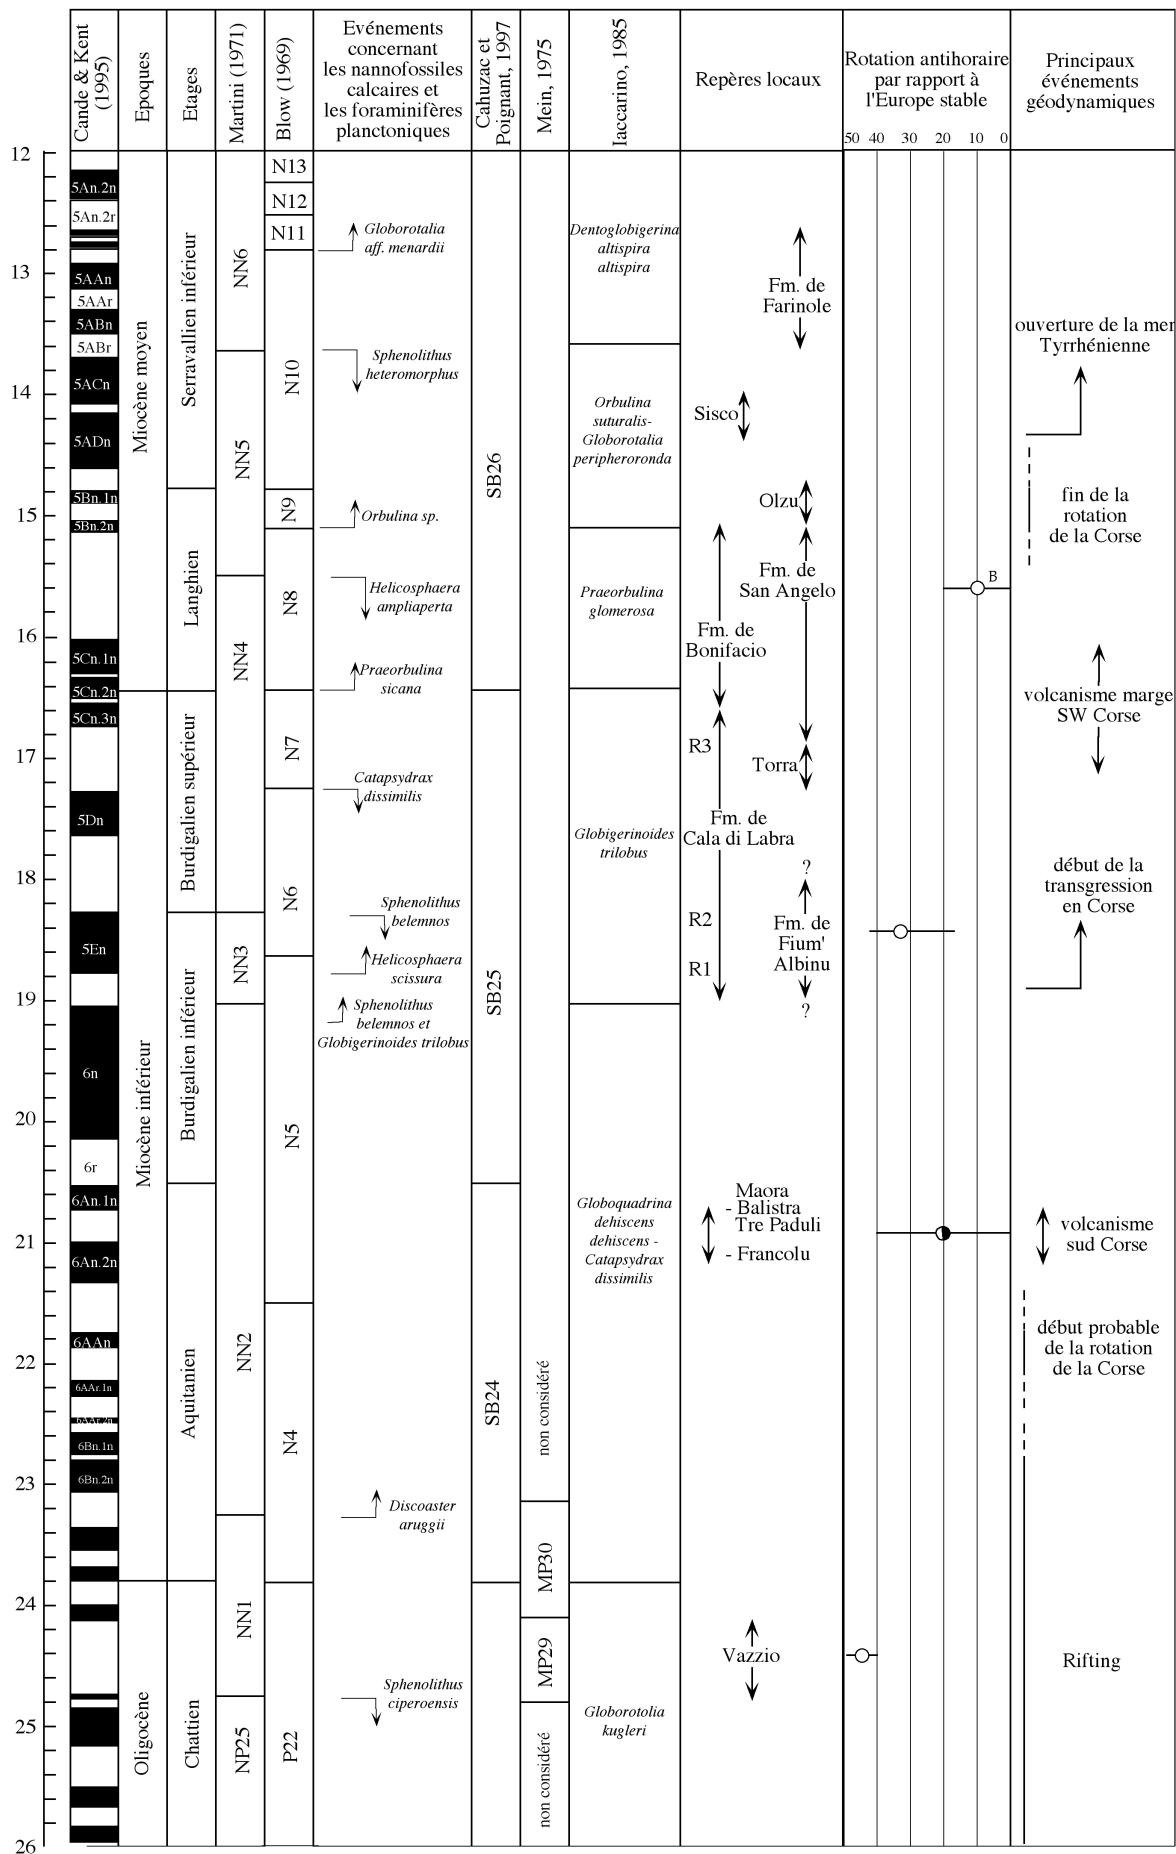 Cande & Kent
(1995)
Epoques
Etages
Martini (1971)
Blow (1969)
Evénements
concernant
les nannofossiles
calcaires et
les foraminifères
planctoniques
Cahuzac et
Poignant, 1997
Mein, 1975
Iaccarino, 1985
Repères locaux
Rotation antihoraire
par rapport à
l'Europe stable
50 40 30 20 10 0
Principaux
événements
géodynamiques
12
13
14
15
16
17
18
19
20
21
22
23
24
25
26
5An.2n
5An.2r
5AAn
5AAr
5ABn
5ABr
5ACn
5ADn
5Bn.1n
5Bn.2n
5Cn.1n
5Cn.2n
5Cn.3n
5Dn
5En
6n
6r
6An.1n
6An.2n
6AAn
6AAr.1n
6AAr.2n
6Bn.1n
6Bn.2n
Miocène moyen
Miocène inférieur
Oligocène
Serravallien inférieur
Langhien
Burdigalien supérieur
Burdigalien inférieur
Aquitanien
Chattien
NN6
NN5
NN4
NN3
NN2
NN1
NP25
N13
N12
N11
N10
N9
N8
N7
N6
N5
N4
P22
Globorotalia
aff. menardii
Sphenolithus
heteromorphus
Orbulina sp.
Helicosphaera
ampliaperta
Praeorbulina
sicana
Catapsydrax
dissimilis
Sphenolithus
belemnos
Helicosphaera
scissura
Sphenolithus
belemnos et
Globigerinoides trilobus
Discoaster
aruggii
Sphenolithus
ciperoensis
SB26
SB25
SB24
non considéré
MP30
MP29
non considéré
Dentoglobigerina
altispira
altispira
Orbulina
suturalis-
Globorotalia
peripheroronda
Praeorbulina
glomerosa
Globigerinoides
trilobus
Globoquadrina
dehiscens
dehiscens -
Catapsydrax
dissimilis
Globorotolia
kugleri
Fm. de
Farinole
Sisco
Olzu
Fm. de
San Angelo
Fm. de
Bonifacio
R3
Torra
Fm. de
Cala di Labra
?
R2
Fm. de
Fium'
Albinu
R1
?
Maora
- Balistra
Tre Paduli
- Francolu
Vazzio
B
ouverture de la mer
Tyrrhénienne
fin de la
rotation
de la Corse
volcanisme marge
SW Corse
début de la
transgression
en Corse
volcanisme
sud Corse
début probable
de la rotation
de la Corse
Rifting